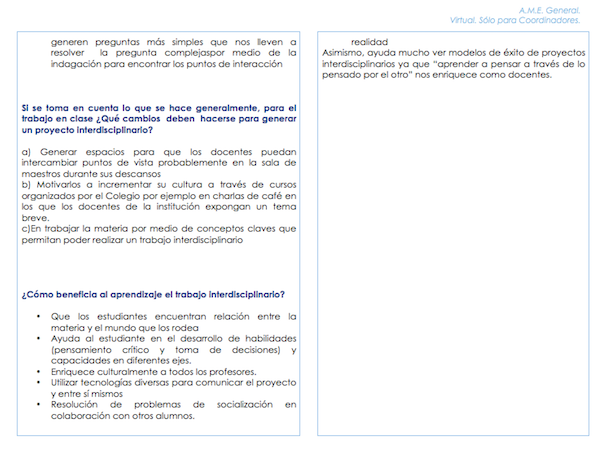 A.M.E. General.
Virtual. Sólo para Coordinadores.
generen preguntas más simples que nos lleven a
resolver la pregunta complejaspor medio de la
indagación para encontrar los puntos de interacción
Si se toma en cuenta lo que se hace generalmente, para el
trabajo en clase ¿Qué cambios deben hacerse para generar
un proyecto interdisciplinario?
a) Generar espacios para que los docentes puedan
intercambiar puntos de vista probablemente en la sala de
maestros durante sus descansos
b) Motivarlos a incrementar su cultura a través de cursos
organizados por el Colegio por ejemplo en charlas de café en
los que los docentes de la institución expongan un tema
breve.
c)En trabajar la materia por medio de conceptos claves que
permitan poder realizar un trabajo interdisciplinario
¿Cómo beneficia al aprendizaje el trabajo interdisciplinario?
• Que los estudiantes encuentran relación entre la
materia y el mundo que los rodea
• Ayuda al estudiante en el desarrollo de habilidades
(pensamiento crítico y toma de decisiones) y
capacidades en diferentes ejes.
• Enriquece culturalmente a todos los profesores.
• Utilizar tecnologías diversas para comunicar el proyecto
y entre sí mismos
• Resolución de problemas de socialización en
colaboración con otros alumnos.
realidad
Asimismo, ayuda mucho ver modelos de éxito de proyectos
interdisciplinarios ya que “aprender a pensar a través de lo
pensado por el otro” nos enriquece como docentes.